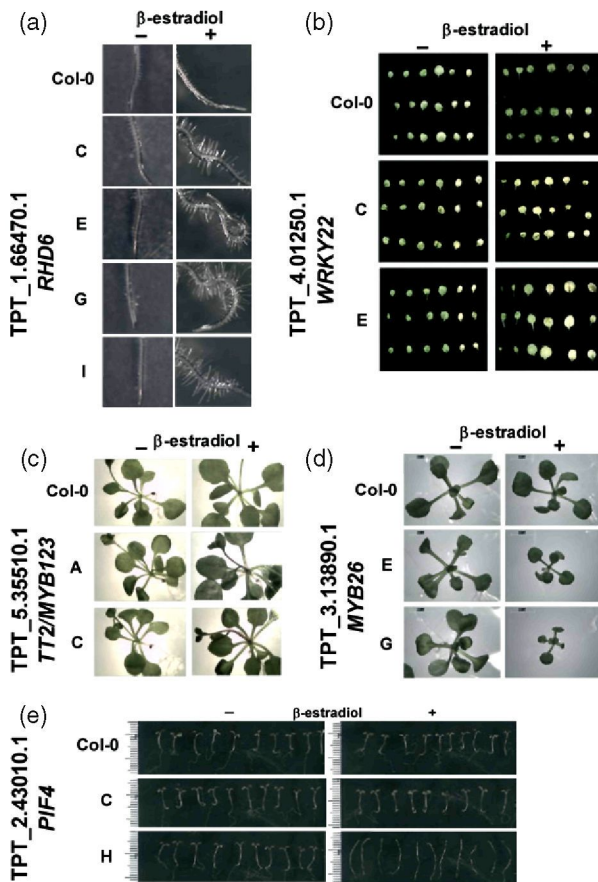 (a)
β-estradiol
– +
Col-0
C
E
G
I
TPT_1.66470.1
RHD6
(b)
β-estradiol
– +
Col-0
C
E
TPT_4.01250.1
WRKY22
(c)
β-estradiol
– +
Col-0
A
C
TPT_5.35510.1
TT2/MYB123
(d)
β-estradiol
– +
Col-0
E
G
TPT_3.13890.1
MYB26
(e)
– β-estradiol +
Col-0
C
H
TPT_2.43010.1
PIF4